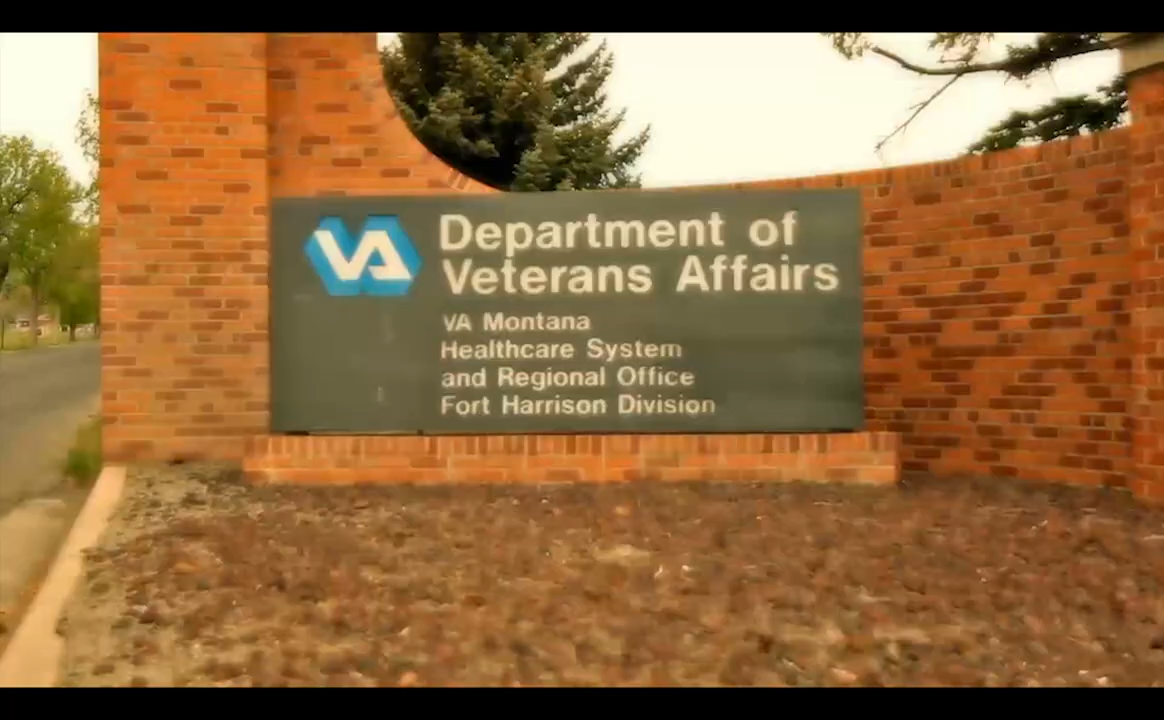 VA
Department of
Veterans Affairs
VA Montana
Healthcare System
and Regional Office
Fort Harrison Division